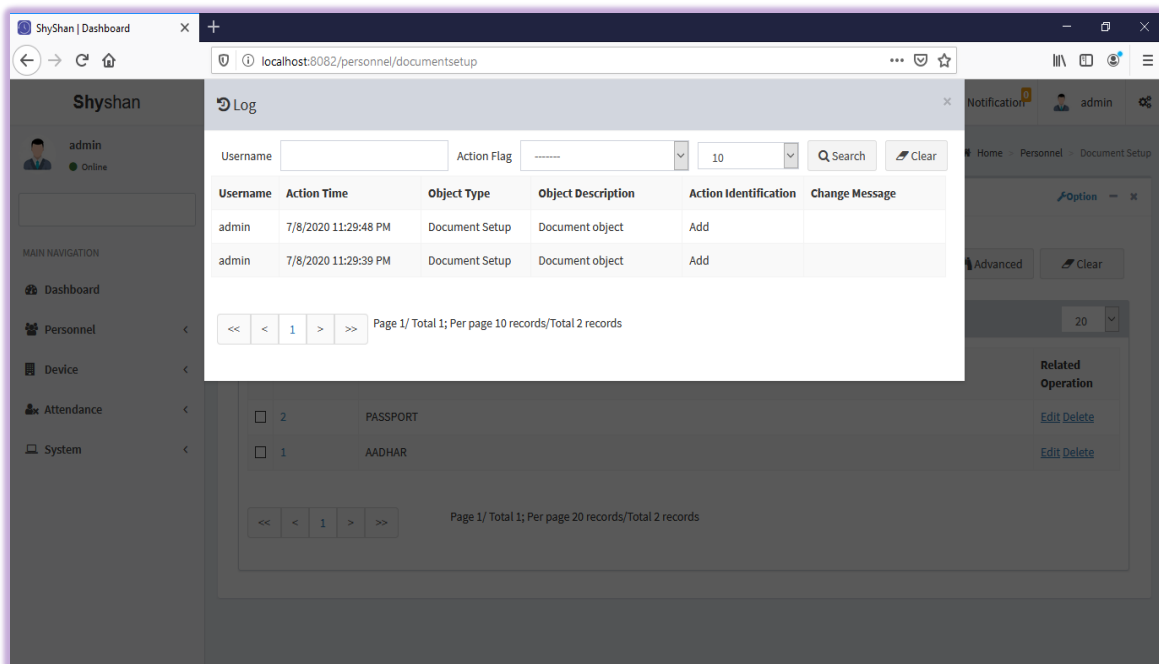 ShyShan | Dashboard
localhost:8082/personnel/documentsetup
Shyshan
Log
Notification 0
admin
admin
Online
Home
Personnel
Document Setup
Username
Action Flag
-------
10
Search
Clear
Username Action Time Object Type Object Description Action Identification Change Message
admin 7/8/2020 11:29:48 PM Document Setup Document object Add
admin 7/8/2020 11:29:39 PM Document Setup Document object Add
<< < 1 > >> Page 1/ Total 1; Per page 10 records/Total 2 records
Option
MAIN NAVIGATION
Advanced
Clear
Dashboard
Personnel
Device
Attendance
System
20
Related
Operation
2 PASSPORT Edit Delete
1 AADHAR Edit Delete
<< < 1 > >> Page 1/ Total 1; Per page 20 records/Total 2 records